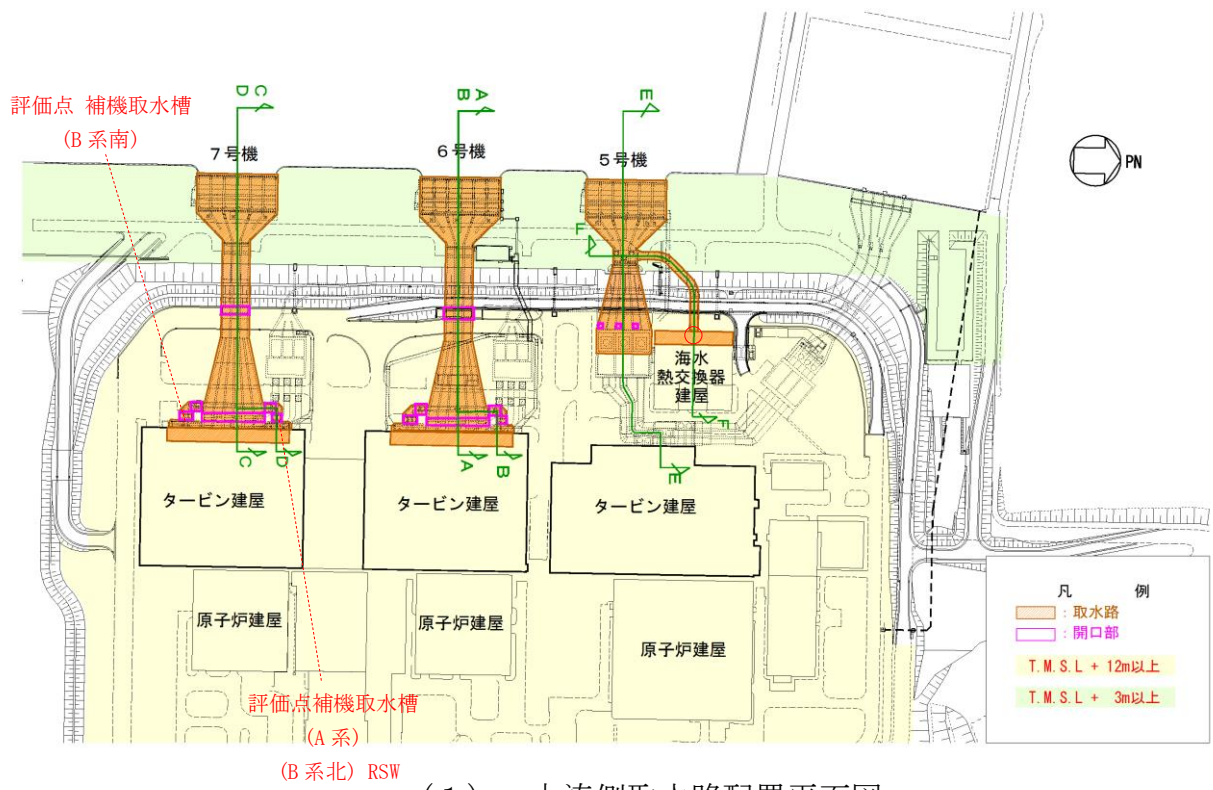 評価点 補機取水槽
(B 系南)
D C
B A
E
7号機
6号機
5号機
PN
F
海水
熱交換器
建屋
F
C D
A B
E
タービン建屋
タービン建屋
タービン建屋
原子炉建屋
原子炉建屋
原子炉建屋
評価点補機取水槽
(A 系)
(B 系北) RSW
凡 例
：取水路
：開口部
T.M.S.L + 12m以上
T.M.S.L + 3m以上